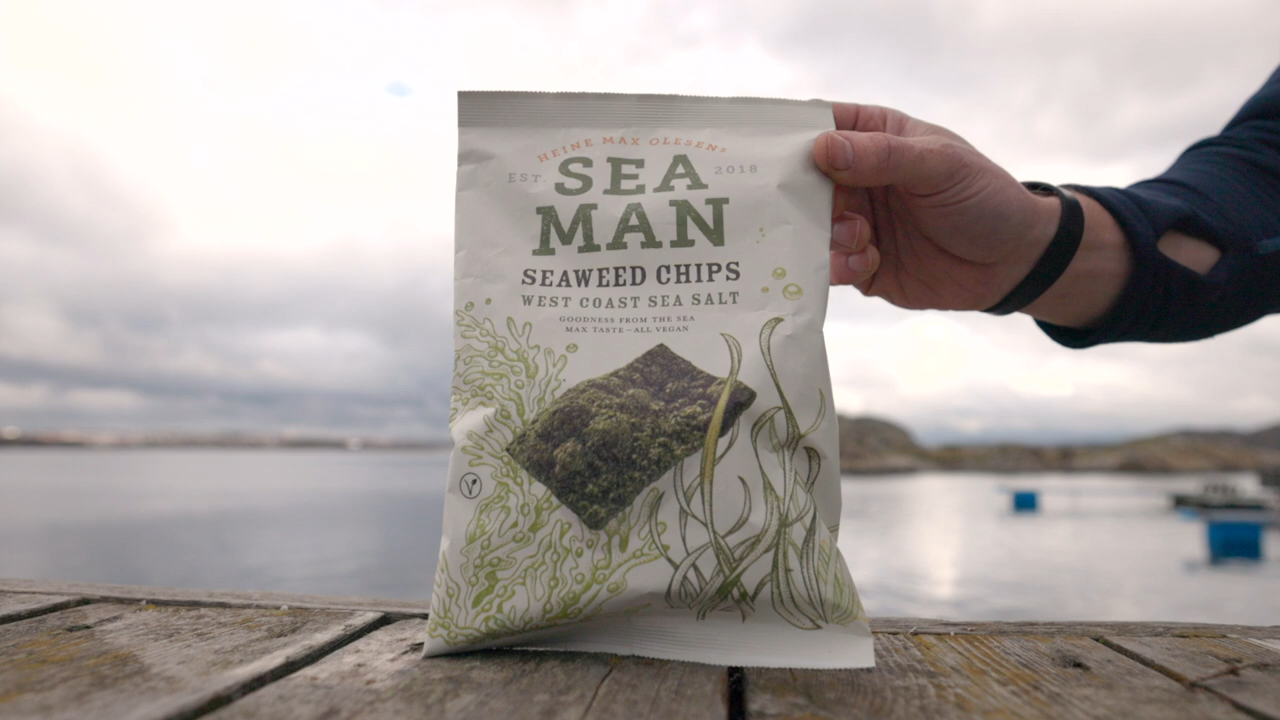 HEINE MAX OLESENS
EST. SEA 2018
MAN
SEAWEED CHIPS
WEST COAST SEA SALT
GOODNESS FROM THE SEA
MAX TASTE–ALL VEGAN
V